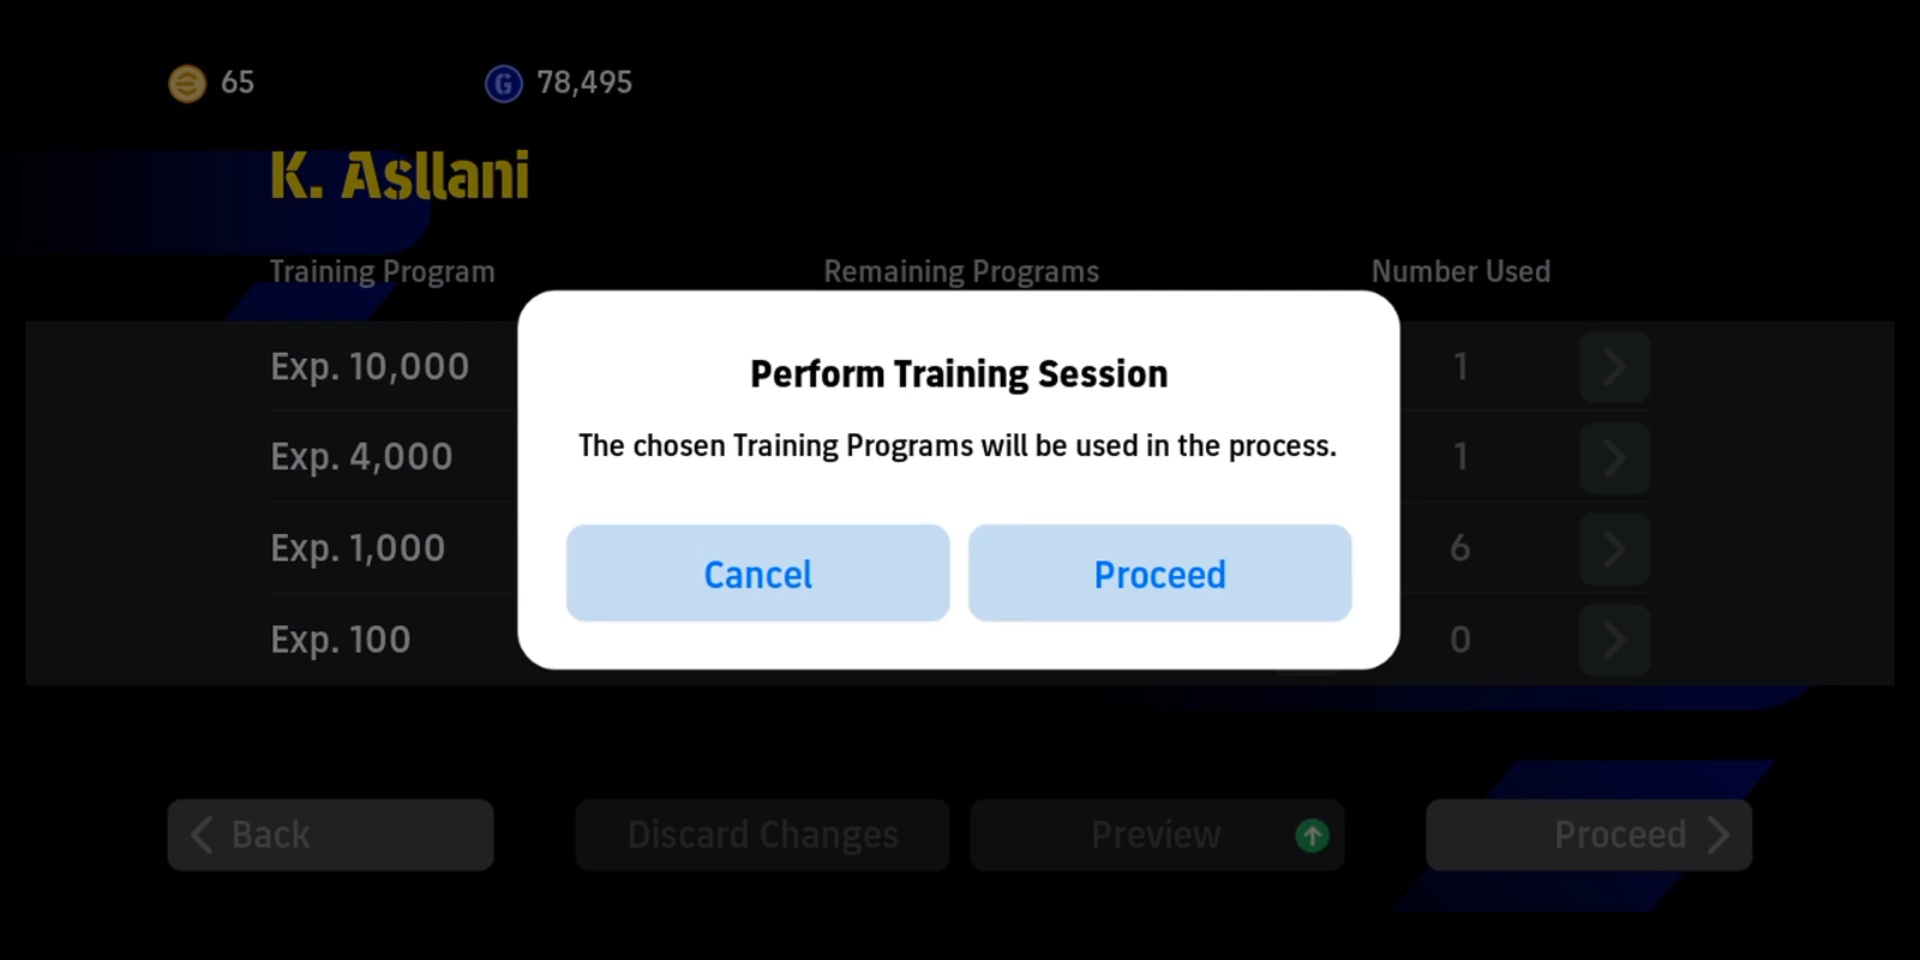 65 78,495
K. Asllani
Training Program Remaining Programs Number Used
Exp. 10,000 1
Exp. 4,000 1
Exp. 1,000 6
Exp. 100 0
Perform Training Session
The chosen Training Programs will be used in the process.
Cancel Proceed
Back Discard Changes Preview Proceed